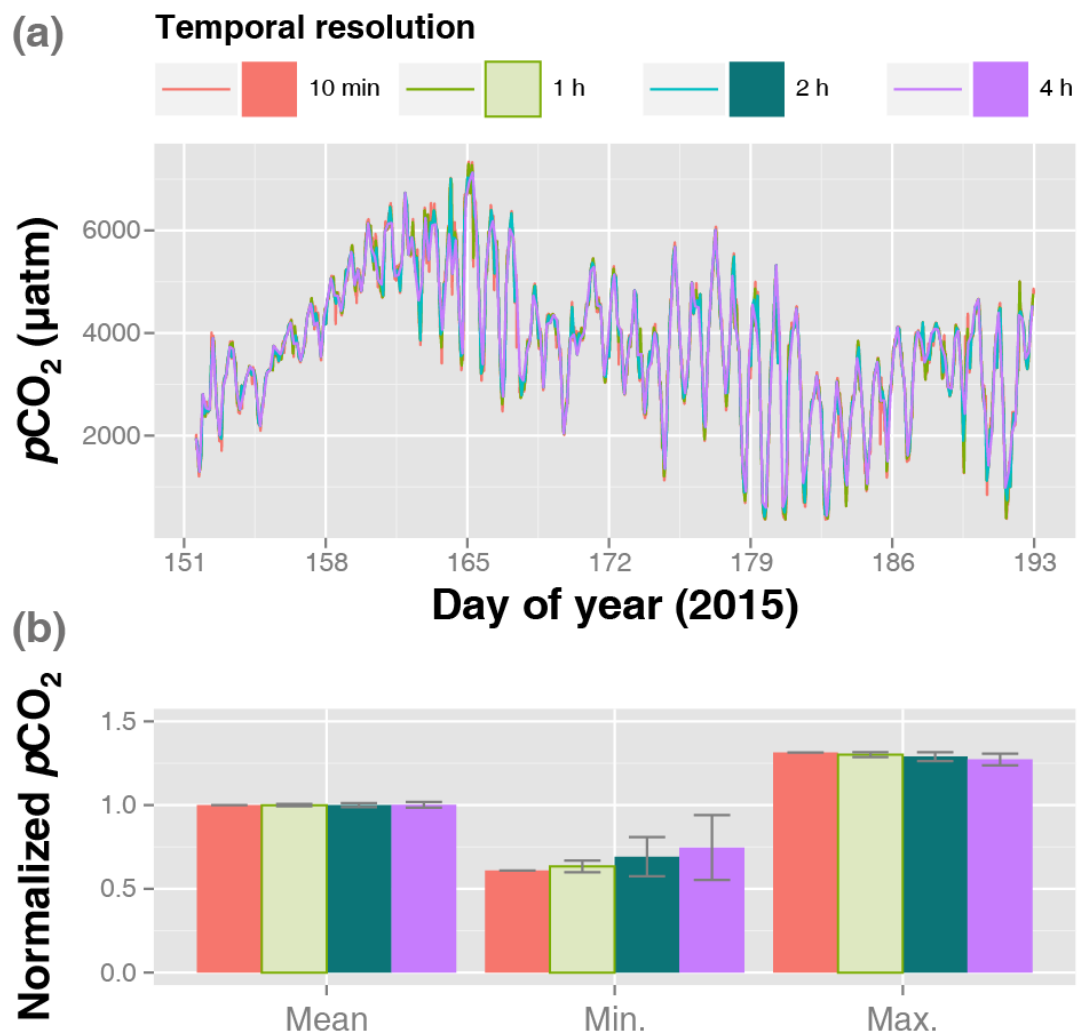 (a)
Temporal resolution
10 min 1 h 2 h 4 h
pCO₂ (µatm)
6000
4000
2000
151 158 165 172 179 186 193
Day of year (2015)
(b)
Normalized pCO₂
1.5
1.0
0.5
0.0
Mean Min. Max.